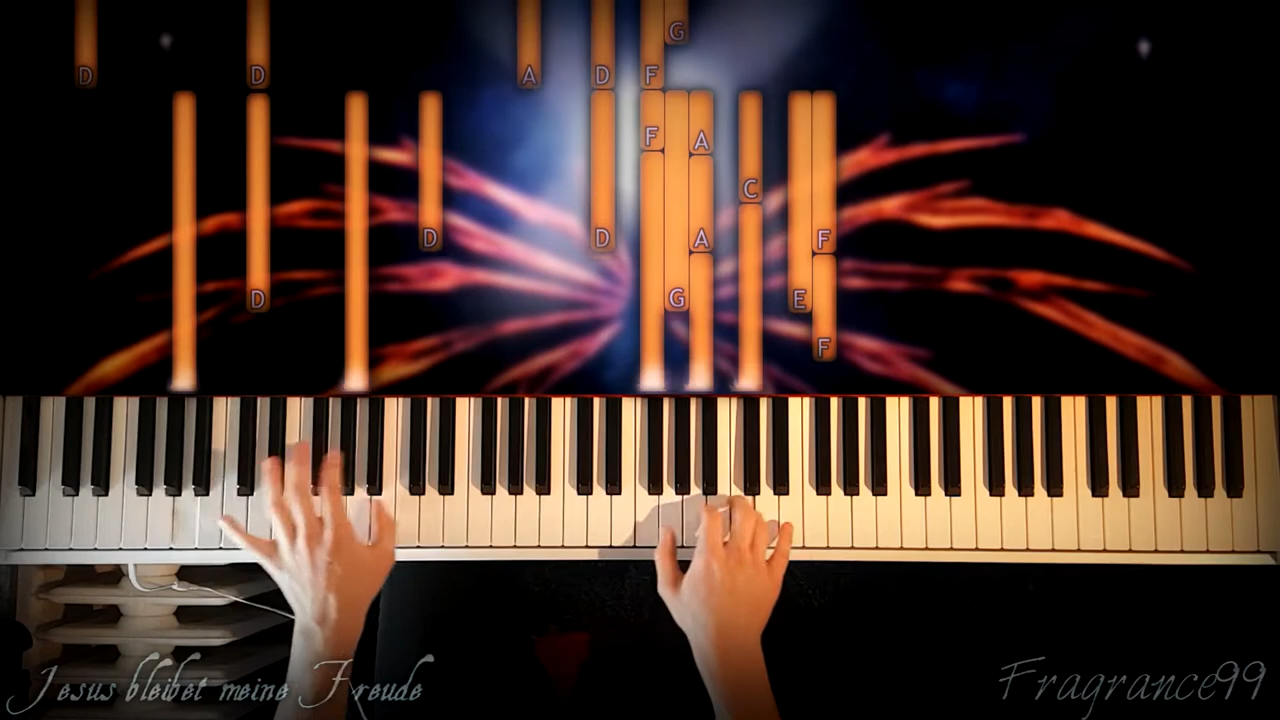 G
D D A D F
F A
C
D D A F
D G E
F
Jesus bleibet meine Freude Fragrance99